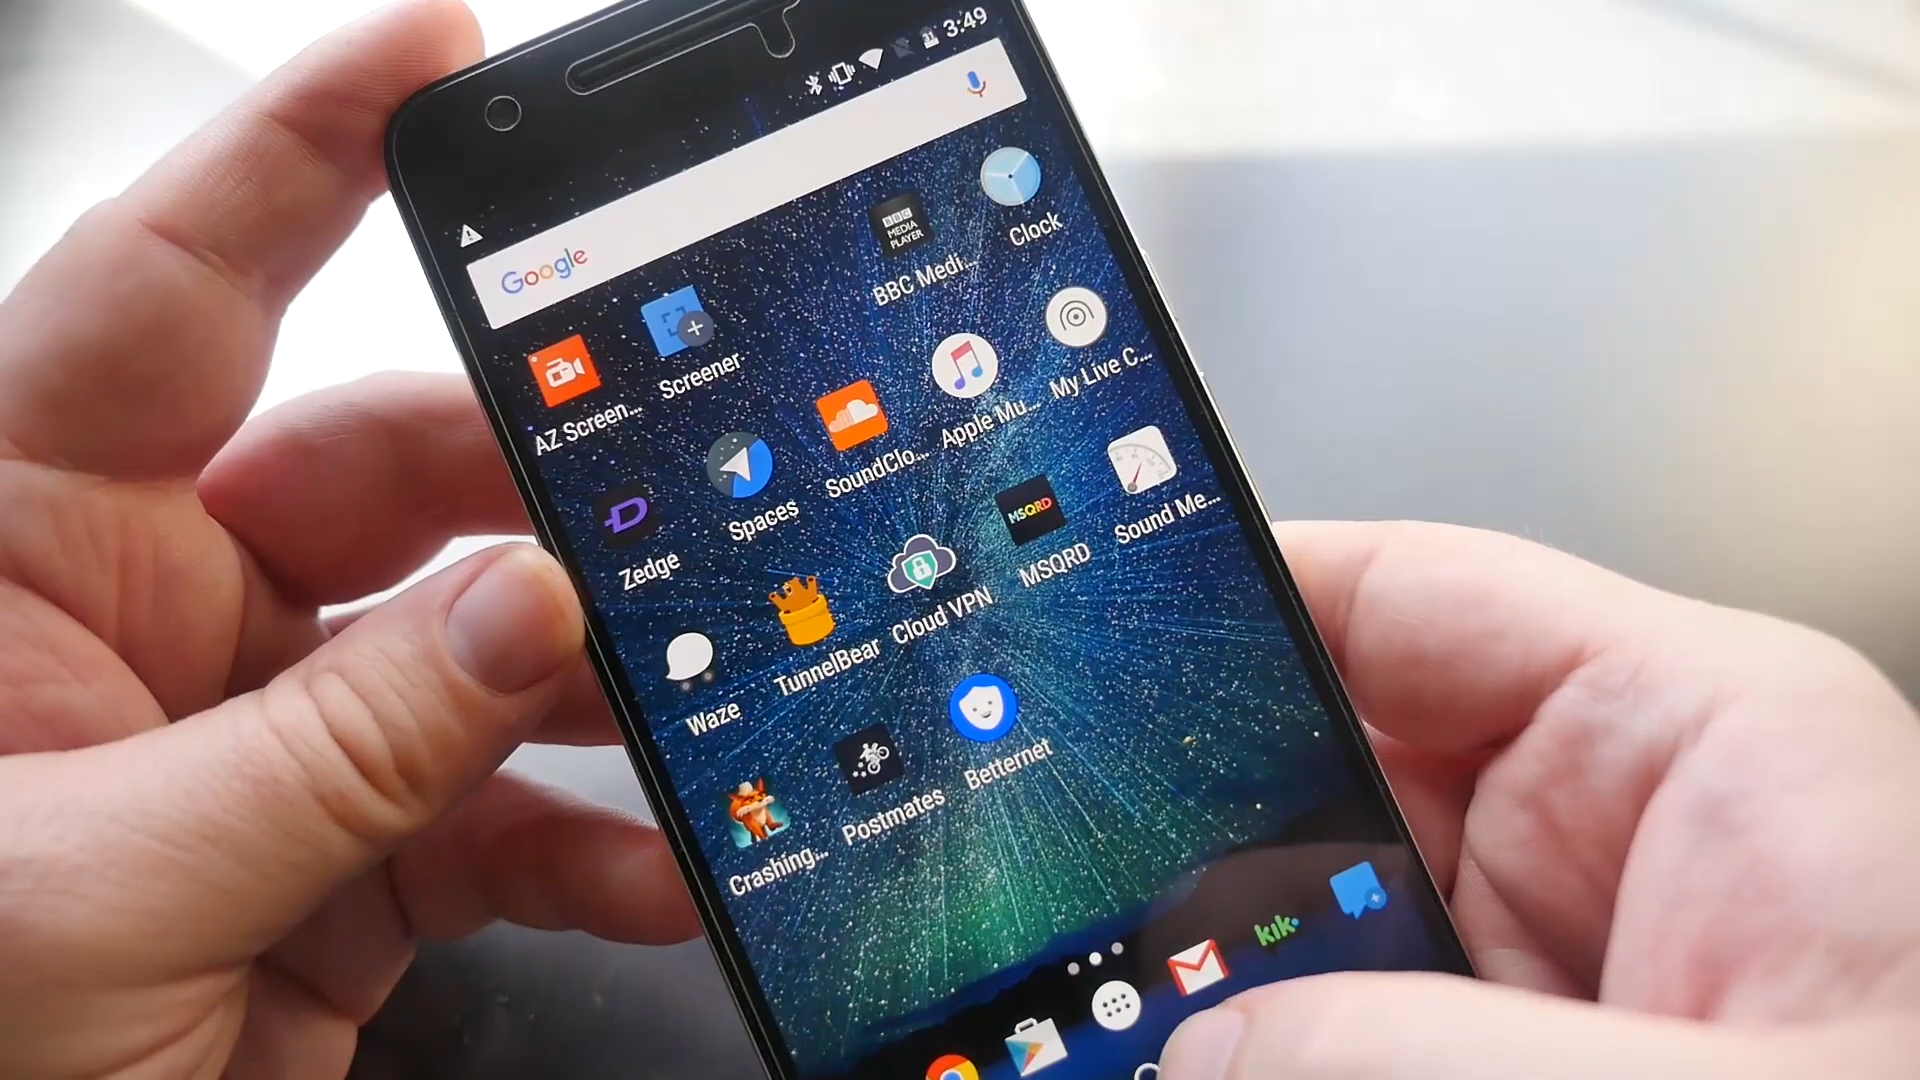 3:49
31
Google
AZ Screen...
Screener
BBC
MEDIA
PLAYER
BBC Medi...
Clock
Zedge
Spaces
SoundClo...
Apple Mu...
My Live C...
Waze
TunnelBear
Cloud VPN
MSQRD
MSQRD
Sound Me...
Crashing...
Postmates
Betternet
kik